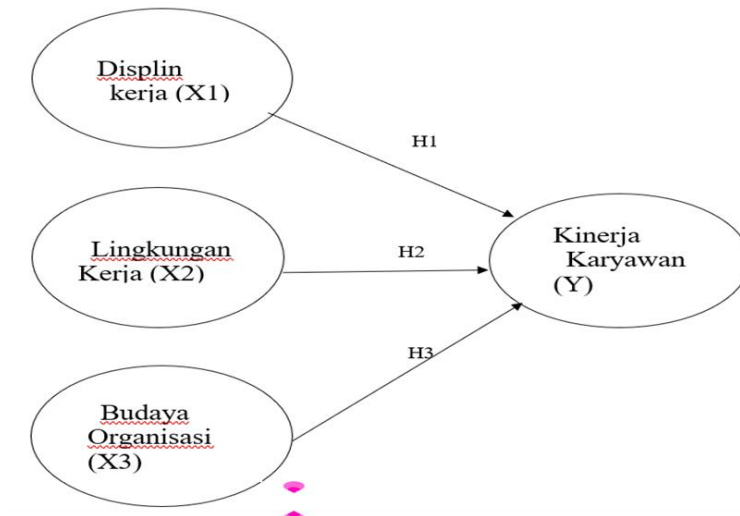 Displin
kerja (X1)
H1
Lingkungan
Kerja (X2)
H2
Kinerja
Karyawan
(Y)
H3
Budaya
Organisasi
(X3)